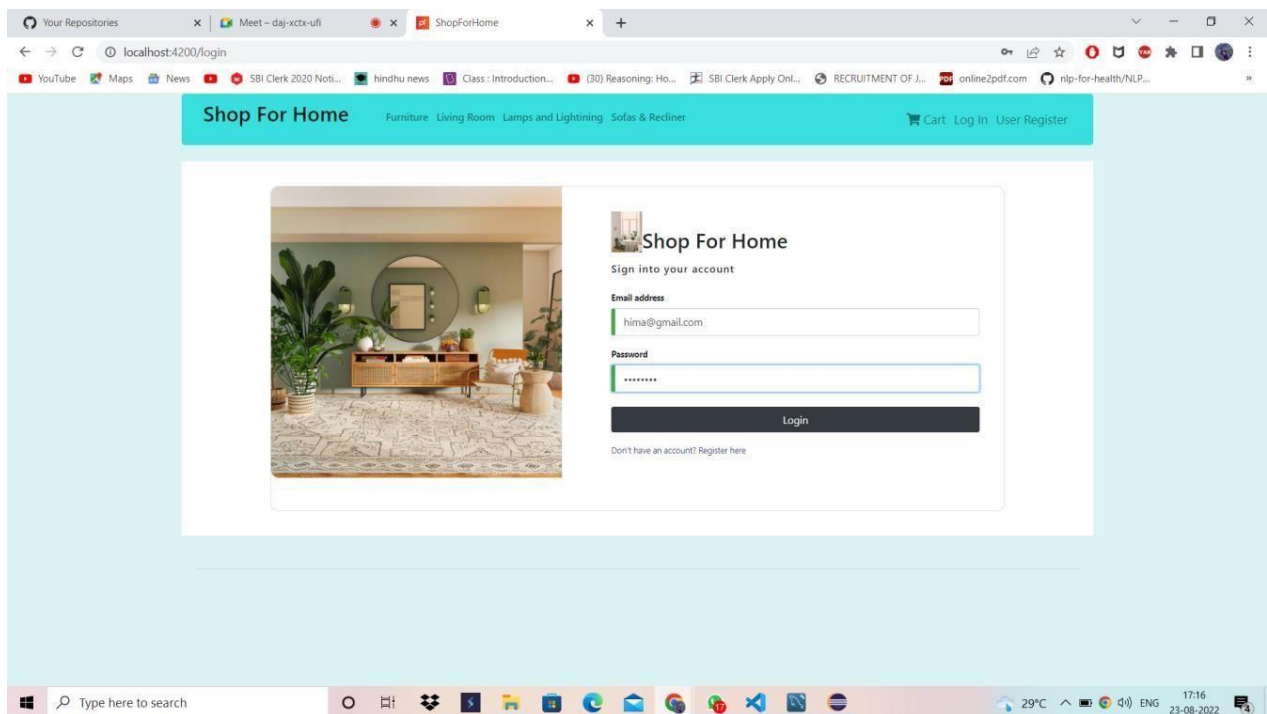 Your Repositories
Meet – daj-xctx-ufi
ShopForHome
localhost:4200/login
YouTube Maps News SBI Clerk 2020 Noti... hindhu news Class : Introduction... (30) Reasoning: Ho... SBI Clerk Apply Onl... RECRUITMENT OF J... online2pdf.com nlp-for-health/NLP... »
Shop For Home Furniture Living Room Lamps and Lightining Sofas & Recliner Cart Log In User Register
Shop For Home
Sign into your account
Email address
hima@gmail.com
Password
••••••••
Login
Don't have an account? Register here
Type here to search
29°C ENG 17:16
23-08-2022